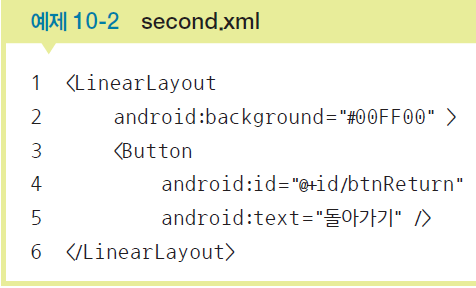 예제 10-2 second.xml
1 <LinearLayout
2 android:background="#00FF00" >
3 <Button
4 android:id="@+id/btnReturn"
5 android:text="돌아가기" />
6 </LinearLayout>